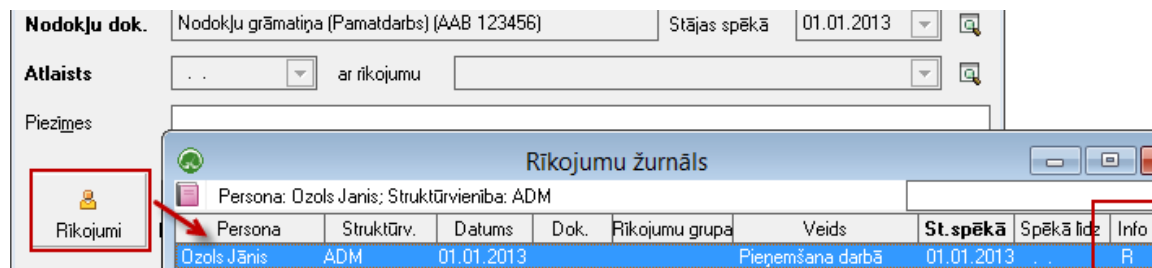 Nodokļu dok. Nodokļu grāmatiņa (Pamatdarbs) (AAB 123456) Stājas spēkā 01.01.2013
Atlaists . . ar rīkojumu
Piezīmes
Rīkojumu žurnāls
Persona: Ozols Janis; Struktūrvienība: ADM
Rīkojumi
Persona Struktūrv. Datums Dok. Rīkojumu grupa Veids St.spēkā Spēkā līdz Info
Ozols Jānis ADM 01.01.2013 Pieņemšana darbā 01.01.2013 . . R